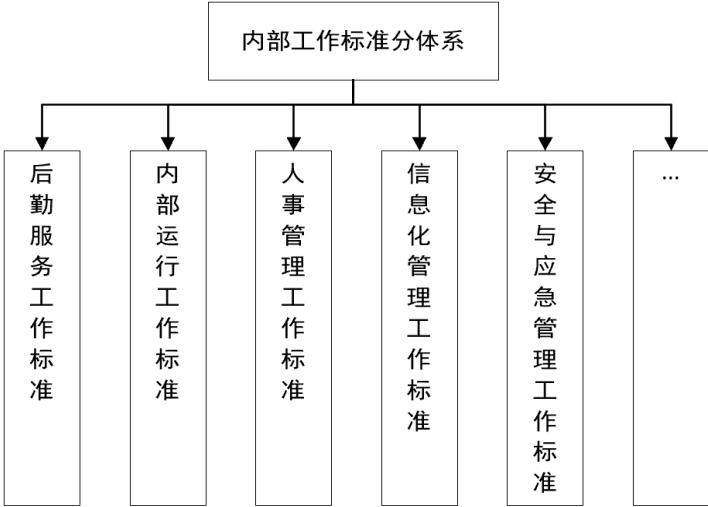 内部工作标准分体系
后勤服务工作标准
内部运行工作标准
人事管理工作标准
信息化管理工作标准
安全与应急管理工作标准
...